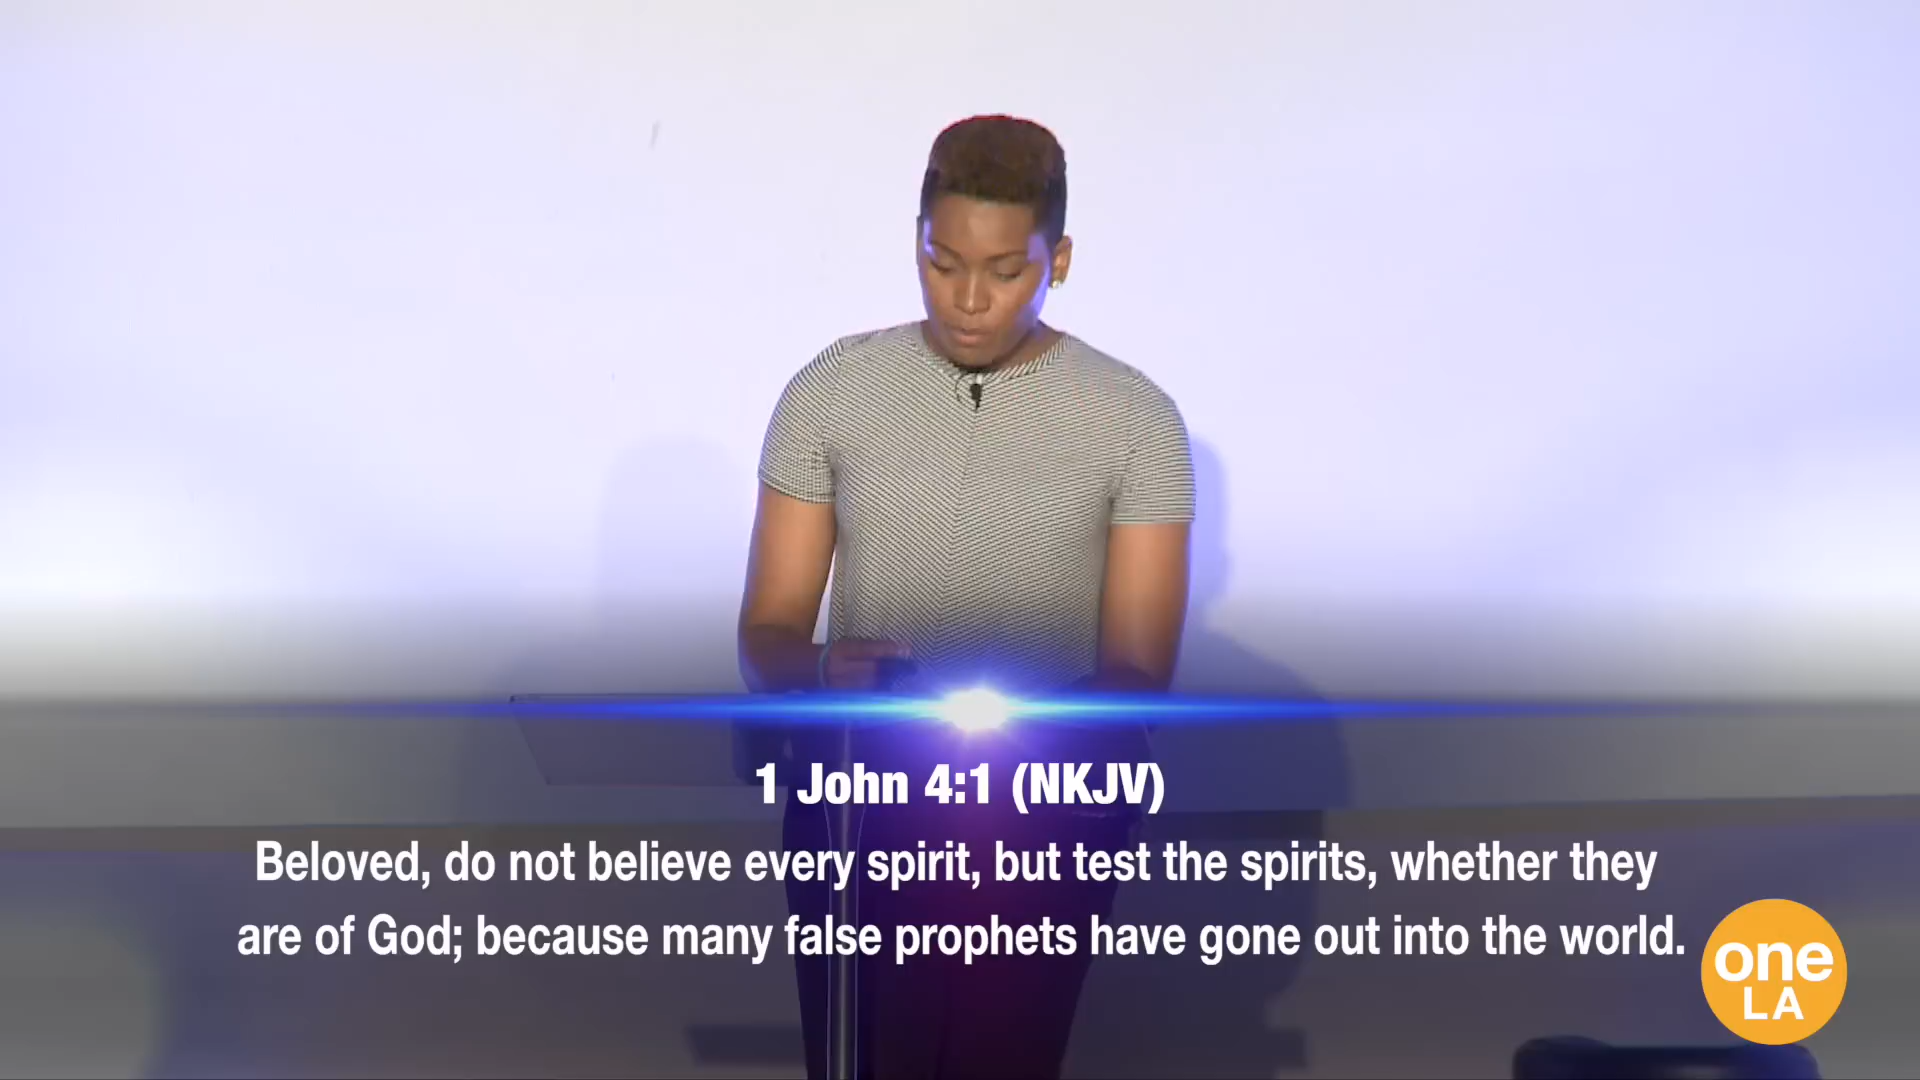 1 John 4:1 (NKJV)
Beloved, do not believe every spirit, but test the spirits, whether they
are of God; because many false prophets have gone out into the world.
one
LA